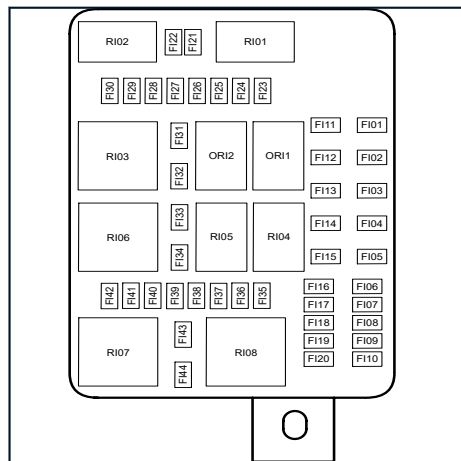 RI02 FI22 FI21 RI01
FI30 FI29 FI28 FI27 FI26 FI25 FI24 FI23
FI11 FI01
RI03 FI31 FI32 ORI2 ORI1
FI12 FI02
FI13 FI03
RI06 FI33 FI34 RI05 RI04
FI14 FI04
FI15 FI05
FI42 FI41 FI40 FI39 FI38 FI37 FI36 FI35
FI16 FI06
FI17 FI07
FI18 FI08
FI19 FI09
FI20 FI10
RI07 FI43 FI44 RI08